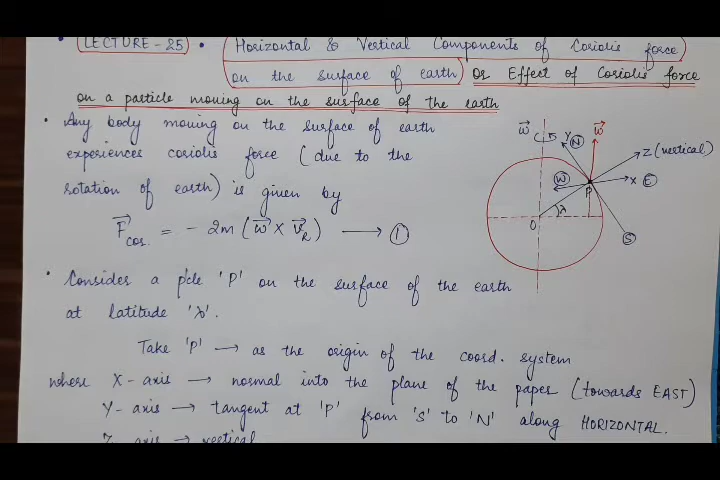 • LECTURE - 25 • Horizontal & Vertical Components of Coriolis force
on the surface of earth Or Effect of Coriolis force
on a particle moving on the surface of the earth
• Any body moving on the surface of earth
experiences coriolis force (due to the
rotation of earth) is given by
F⃗cor. = - 2m (ω⃗ × v⃗R) ⟶ ①
ω⃗
Y
N
ω⃗
Z (vertical)
W
X
E
P
λ
O
S
• Consider a p'cle 'P' on the surface of the earth
at latitude 'λ'.
Take 'P' ⟶ as the origin of the coord. system
where X-axis ⟶ normal into the plane of the paper (towards EAST)
Y-axis ⟶ tangent at 'P' from 'S' to 'N' along HORIZONTAL.
Z-axis ⟶ vertical